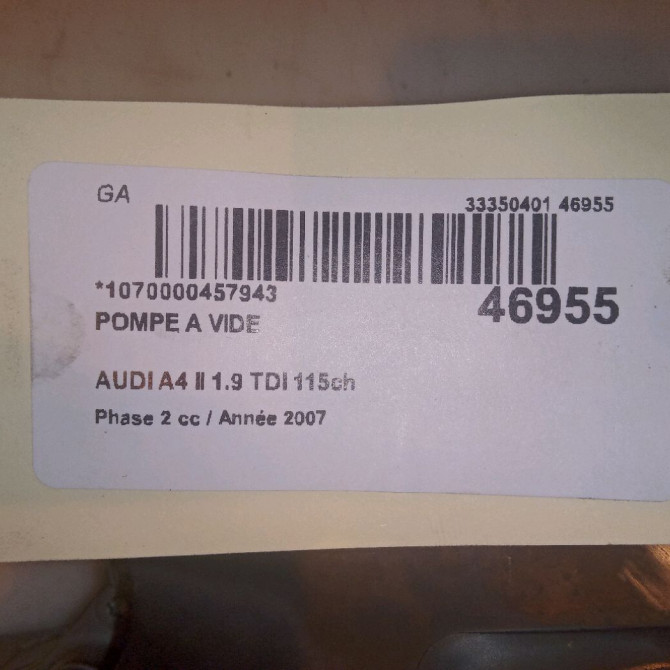 GA
33350401 46955
*1070000457943
46955
POMPE A VIDE
AUDI A4 II 1.9 TDI 115ch
Phase 2 cc / Année 2007